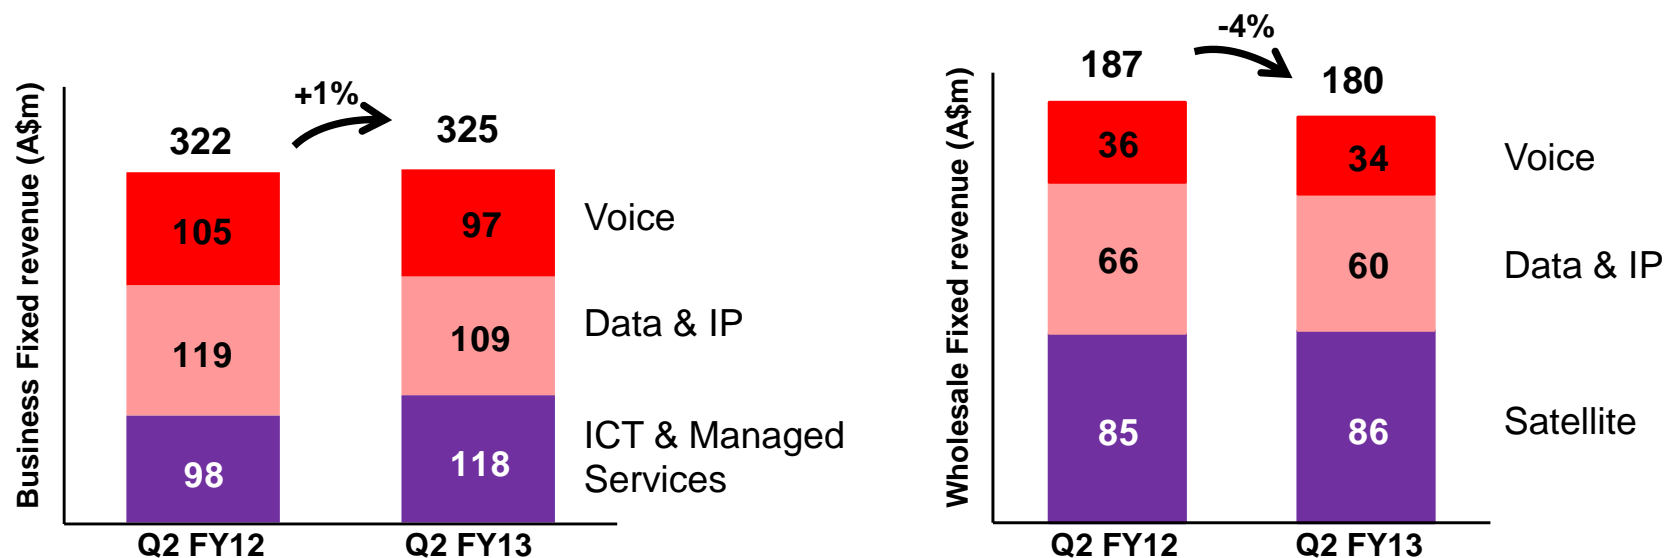 Business Fixed revenue (A$m)
+1%
322
325
105
97
Voice
119
109
Data & IP
98
118
ICT & Managed
Services
Q2 FY12
Q2 FY13
Wholesale Fixed revenue (A$m)
-4%
187
180
36
34
Voice
66
60
Data & IP
85
86
Satellite
Q2 FY12
Q2 FY13